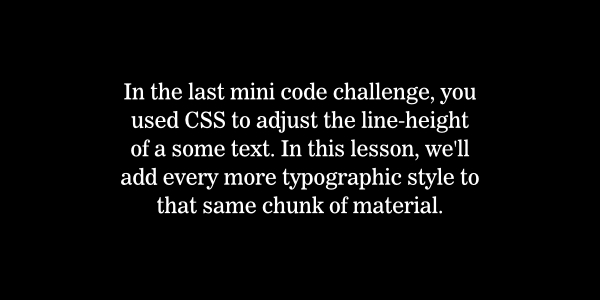 In the last mini code challenge, you
used CSS to adjust the line-height
of a some text. In this lesson, we'll
add every more typographic style to
that same chunk of material.